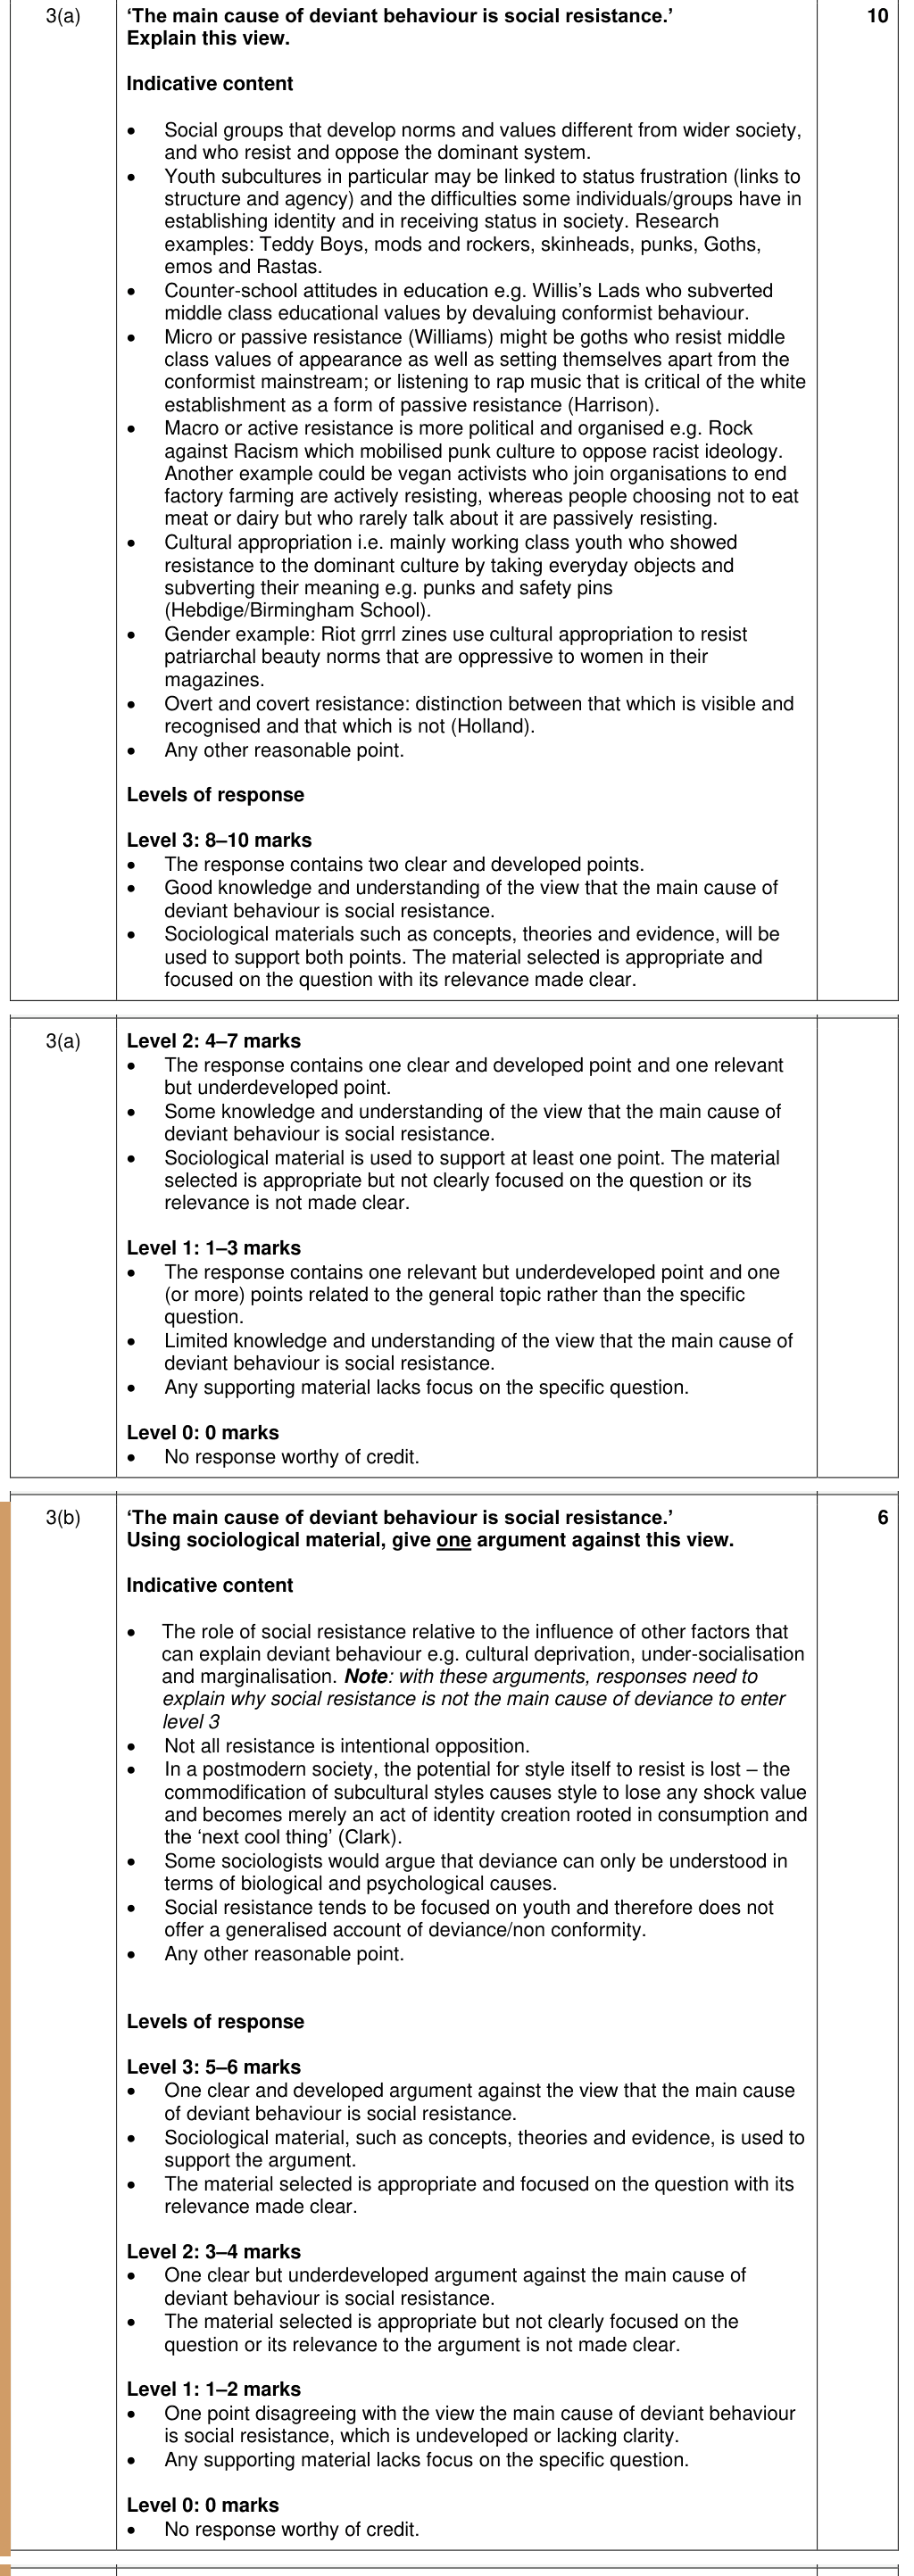 3(a) ‘The main cause of deviant behaviour is social resistance.’ 10
Explain this view.
Indicative content
• Social groups that develop norms and values different from wider society,
and who resist and oppose the dominant system.
• Youth subcultures in particular may be linked to status frustration (links to
structure and agency) and the difficulties some individuals/groups have in
establishing identity and in receiving status in society. Research
examples: Teddy Boys, mods and rockers, skinheads, punks, Goths,
emos and Rastas.
• Counter-school attitudes in education e.g. Willis’s Lads who subverted
middle class educational values by devaluing conformist behaviour.
• Micro or passive resistance (Williams) might be goths who resist middle
class values of appearance as well as setting themselves apart from the
conformist mainstream; or listening to rap music that is critical of the white
establishment as a form of passive resistance (Harrison).
• Macro or active resistance is more political and organised e.g. Rock
against Racism which mobilised punk culture to oppose racist ideology.
Another example could be vegan activists who join organisations to end
factory farming are actively resisting, whereas people choosing not to eat
meat or dairy but who rarely talk about it are passively resisting.
• Cultural appropriation i.e. mainly working class youth who showed
resistance to the dominant culture by taking everyday objects and
subverting their meaning e.g. punks and safety pins
(Hebdige/Birmingham School).
• Gender example: Riot grrrl zines use cultural appropriation to resist
patriarchal beauty norms that are oppressive to women in their
magazines.
• Overt and covert resistance: distinction between that which is visible and
recognised and that which is not (Holland).
• Any other reasonable point.
Levels of response
Level 3: 8–10 marks
• The response contains two clear and developed points.
• Good knowledge and understanding of the view that the main cause of
deviant behaviour is social resistance.
• Sociological materials such as concepts, theories and evidence, will be
used to support both points. The material selected is appropriate and
focused on the question with its relevance made clear.
3(a) Level 2: 4–7 marks
• The response contains one clear and developed point and one relevant
but underdeveloped point.
• Some knowledge and understanding of the view that the main cause of
deviant behaviour is social resistance.
• Sociological material is used to support at least one point. The material
selected is appropriate but not clearly focused on the question or its
relevance is not made clear.
Level 1: 1–3 marks
• The response contains one relevant but underdeveloped point and one
(or more) points related to the general topic rather than the specific
question.
• Limited knowledge and understanding of the view that the main cause of
deviant behaviour is social resistance.
• Any supporting material lacks focus on the specific question.
Level 0: 0 marks
• No response worthy of credit.
3(b) ‘The main cause of deviant behaviour is social resistance.’ 6
Using sociological material, give one argument against this view.
Indicative content
• The role of social resistance relative to the influence of other factors that
can explain deviant behaviour e.g. cultural deprivation, under-socialisation
and marginalisation. Note: with these arguments, responses need to
explain why social resistance is not the main cause of deviance to enter
level 3
• Not all resistance is intentional opposition.
• In a postmodern society, the potential for style itself to resist is lost – the
commodification of subcultural styles causes style to lose any shock value
and becomes merely an act of identity creation rooted in consumption and
the ‘next cool thing’ (Clark).
• Some sociologists would argue that deviance can only be understood in
terms of biological and psychological causes.
• Social resistance tends to be focused on youth and therefore does not
offer a generalised account of deviance/non conformity.
• Any other reasonable point.
Levels of response
Level 3: 5–6 marks
• One clear and developed argument against the view that the main cause
of deviant behaviour is social resistance.
• Sociological material, such as concepts, theories and evidence, is used to
support the argument.
• The material selected is appropriate and focused on the question with its
relevance made clear.
Level 2: 3–4 marks
• One clear but underdeveloped argument against the main cause of
deviant behaviour is social resistance.
• The material selected is appropriate but not clearly focused on the
question or its relevance to the argument is not made clear.
Level 1: 1–2 marks
• One point disagreeing with the view the main cause of deviant behaviour
is social resistance, which is undeveloped or lacking clarity.
• Any supporting material lacks focus on the specific question.
Level 0: 0 marks
• No response worthy of credit.